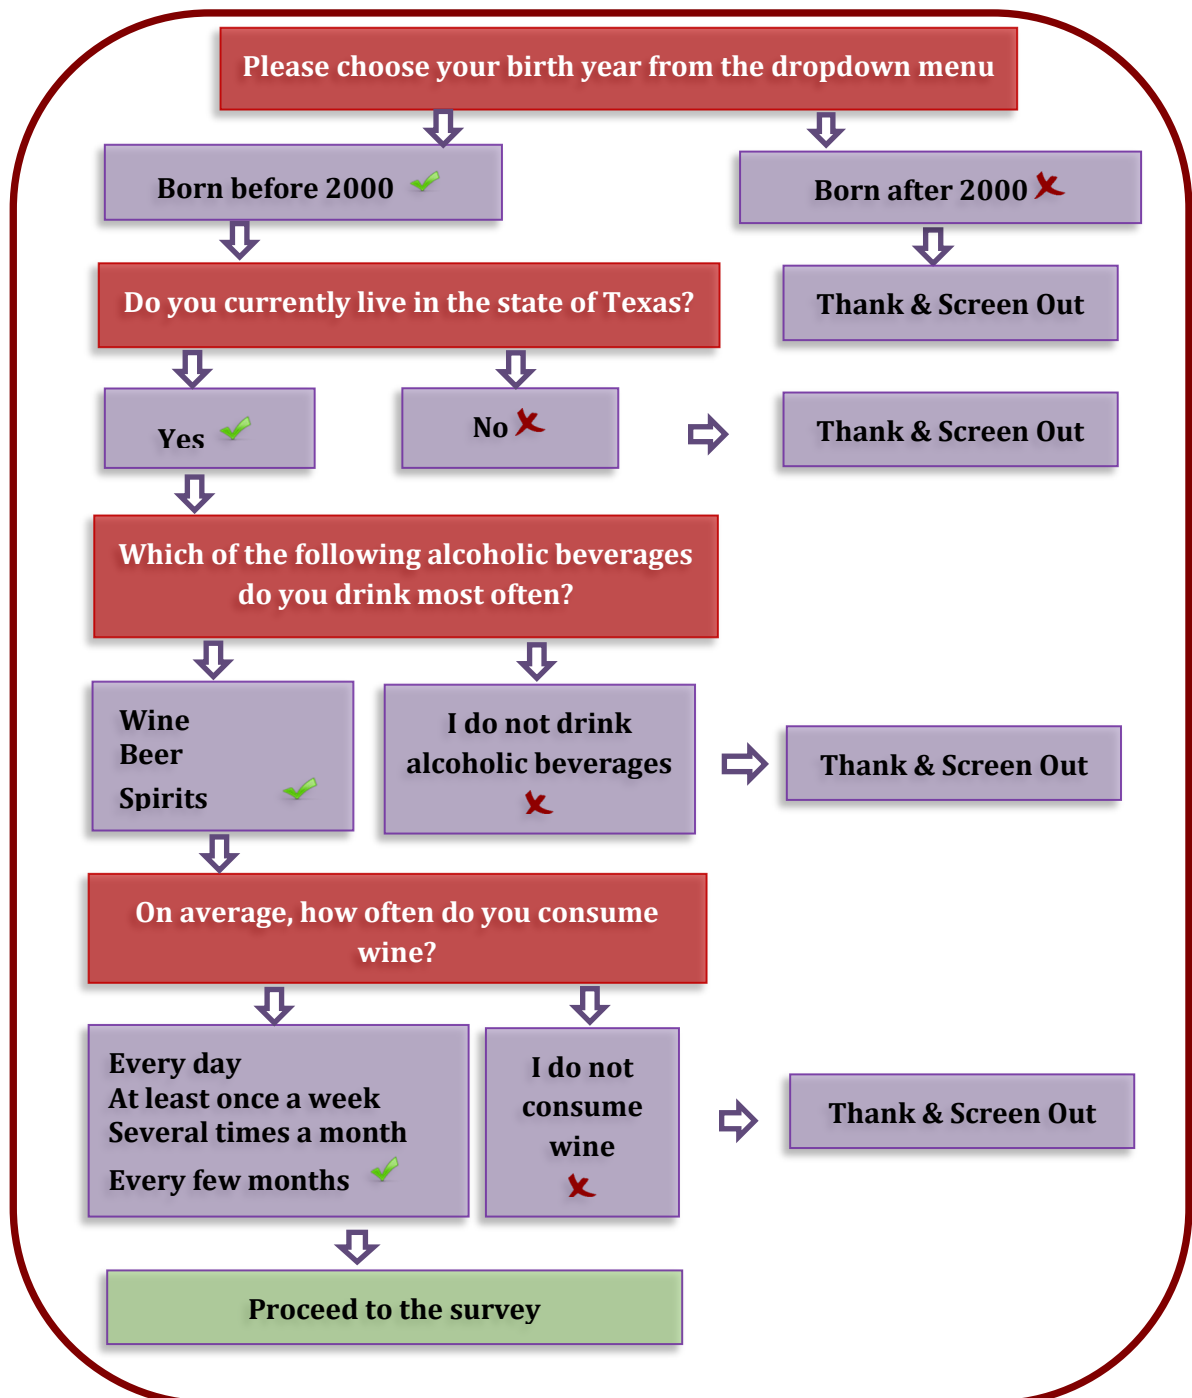 Please choose your birth year from the dropdown menu
Born before 2000
Born after 2000
Do you currently live in the state of Texas?
Thank & Screen Out
Yes
No
Thank & Screen Out
Which of the following alcoholic beverages
do you drink most often?
Wine
Beer
Spirits
I do not drink
alcoholic beverages
Thank & Screen Out
On average, how often do you consume
wine?
Every day
At least once a week
Several times a month
Every few months
I do not
consume
wine
Thank & Screen Out
Proceed to the survey